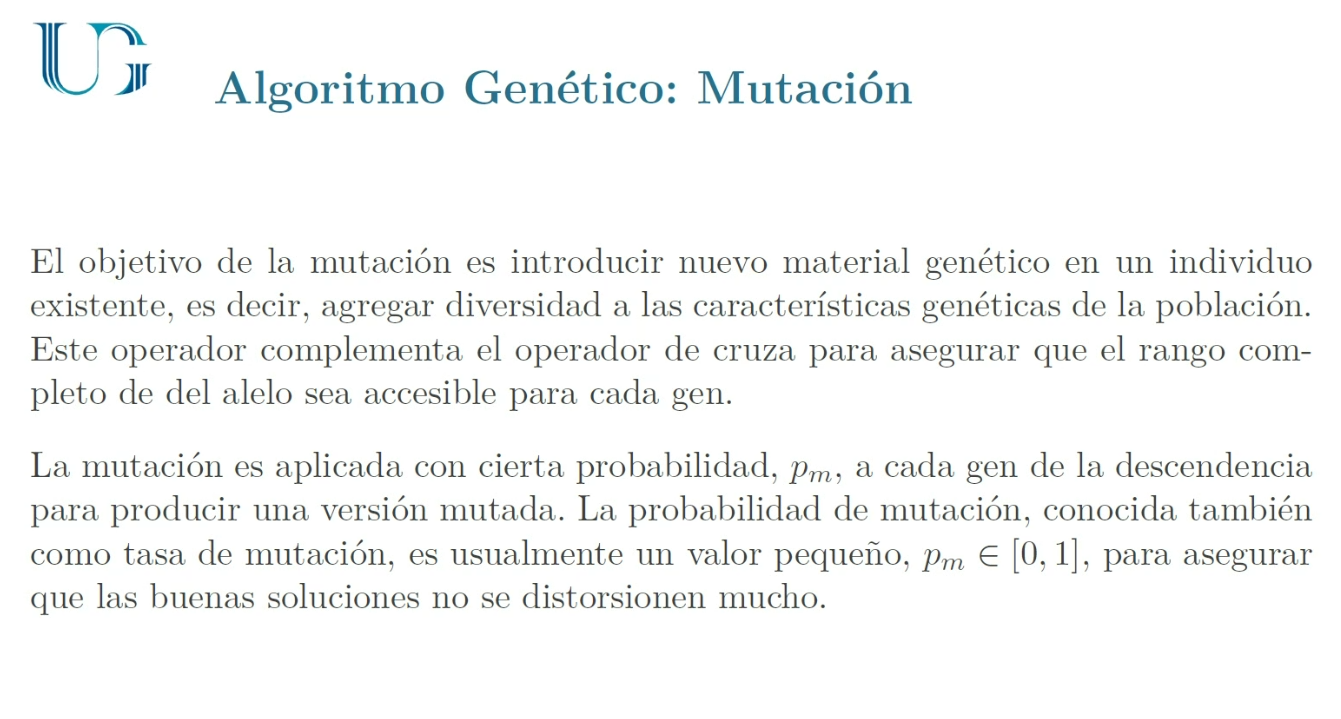 UG
Algoritmo Genético: Mutación
El objetivo de la mutación es introducir nuevo material genético en un individuo
existente, es decir, agregar diversidad a las características genéticas de la población.
Este operador complementa el operador de cruza para asegurar que el rango com-
pleto de del alelo sea accesible para cada gen.
La mutación es aplicada con cierta probabilidad, pₘ, a cada gen de la descendencia
para producir una versión mutada. La probabilidad de mutación, conocida también
como tasa de mutación, es usualmente un valor pequeño, pₘ ∈ [0, 1], para asegurar
que las buenas soluciones no se distorsionen mucho.